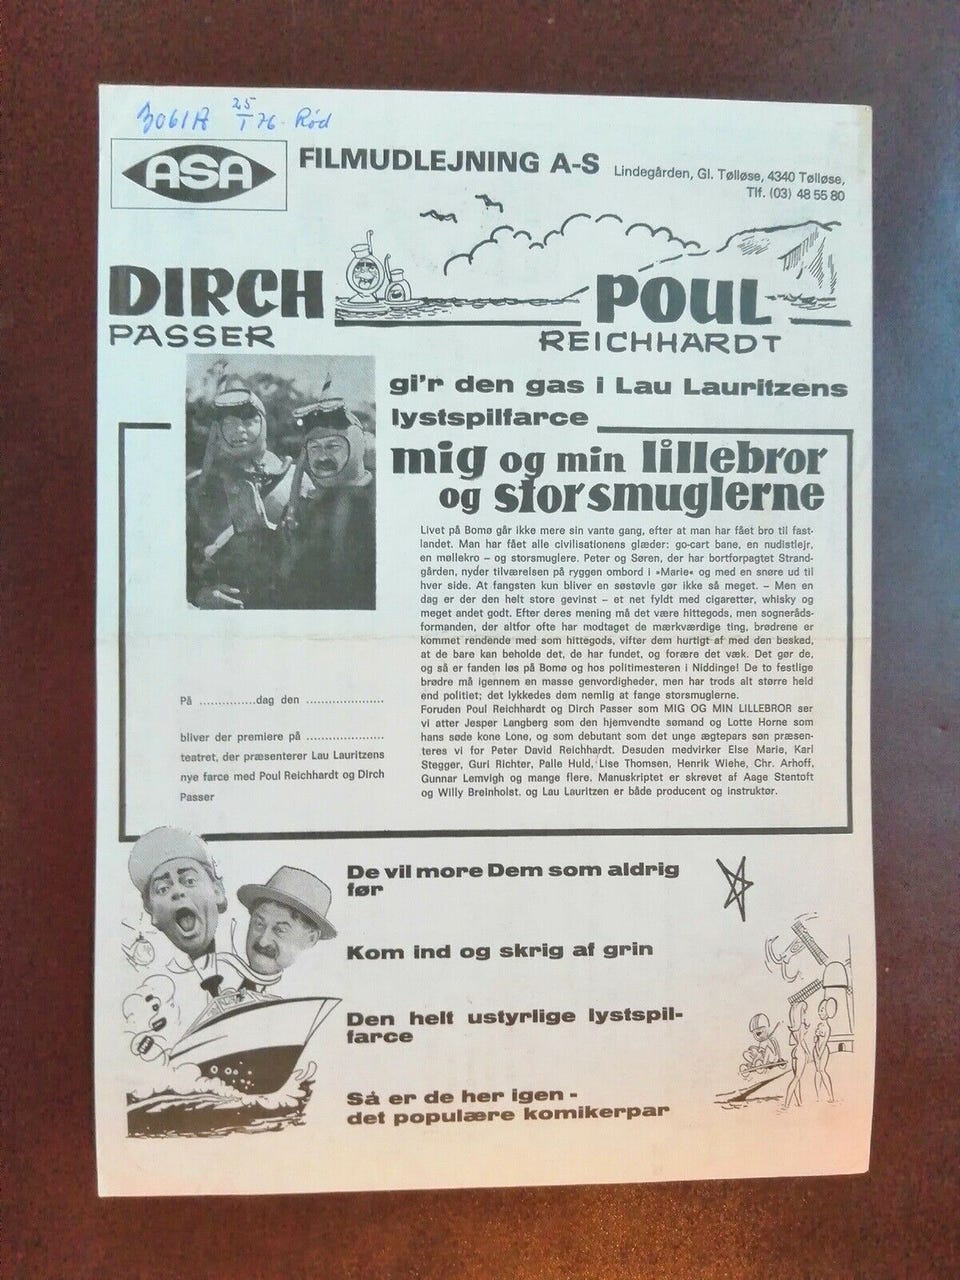 3061A 25/I 76 Rød
ASA
FILMUDLEJNING A-S
Lindegården, Gl. Tølløse, 4340 Tølløse,
Tlf. (03) 48 55 80
DIRCH
PASSER
POUL
REICHHARDT
gi'r den gas i Lau Lauritzens
lystspilfarce
mig og min lillebror
og storsmuglerne
Livet på Bomø går ikke mere sin vante gang, efter at man har fået bro til fast-
landet. Man har fået alle civilisationens glæder: go-cart bane, en nudistlejr,
en møllekro – og storsmuglere. Peter og Søren, der har bortforpagtet Strand-
gården, nyder tilværelsen på ryggen ombord i »Marie« og med en snøre ud til
hver side. At fangsten kun bliver en søstøvle gør ikke så meget. – Men en
dag er der den helt store gevinst – et net fyldt med cigaretter, whisky og
meget andet godt. Efter deres mening må det være hittegods, men sogneråds-
formanden, der altfor ofte har modtaget de mærkværdige ting, brødrene er
kommet rendende med som hittegods, vifter dem hurtigt af med den besked,
at de bare kan beholde det, de har fundet, og forære det væk. Det gør de,
og så er fanden løs på Bomø og hos politimesteren i Niddinge! De to festlige
brødre må igennem en masse genvordigheder, men har trods alt større held
end politiet; det lykkedes dem nemlig at fange storsmuglerne.
Foruden Poul Reichhardt og Dirch Passer som MIG OG MIN LILLEBROR ser
vi atter Jesper Langberg som den hjemvendte sømand og Lotte Horne som
hans søde kone Lone, og som debutant som det unge ægtepars søn præsen-
teres vi for Peter David Reichhardt. Desuden medvirker Else Marie, Karl
Stegger, Guri Richter, Palle Huld, Lise Thomsen, Henrik Wiehe, Chr. Arhoff,
Gunnar Lemvigh og mange flere. Manuskriptet er skrevet af Aage Stentoft
og Willy Breinholst, og Lau Lauritzen er både producent og instruktør.
På ...............dag den .....................
bliver der premiere på .....................
teatret, der præsenterer Lau Lauritzens
nye farce med Poul Reichhardt og Dirch
Passer
De vil more Dem som aldrig
før
Kom ind og skrig af grin
Den helt ustyrlige lystspil-
farce
Så er de her igen -
det populære komikerpar